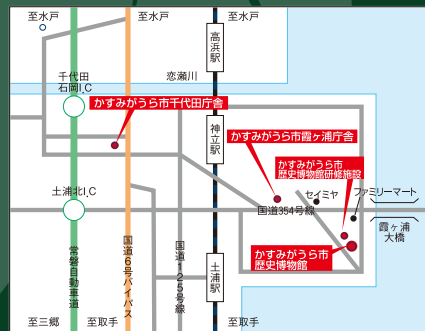 至水戸
至水戸
至水戸
高浜駅
千代田
石岡I,C
恋瀬川
かすみがうら市千代田庁舎
神立駅
かすみがうら市霞ヶ浦庁舎
かすみがうら市
歴史博物館研修施設
土浦北I,C
セイミヤ
ファミリーマート
国道354号線
霞ヶ浦
大橋
常磐自動車道
国道6号バイパス
国道125号線
土浦駅
かすみがうら市
歴史博物館
至三郷
至取手
至取手